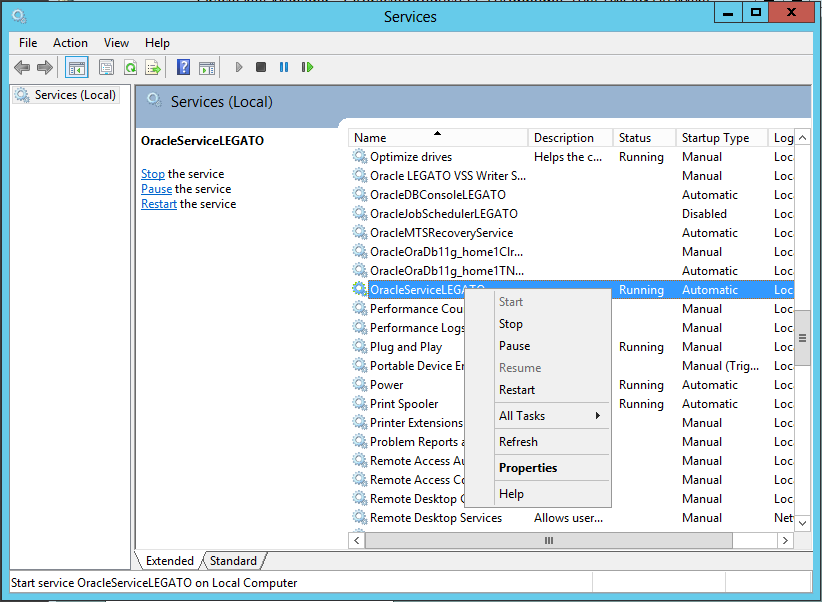 Services
File Action View Help
Services (Local)
Services (Local)
OracleServiceLEGATO
Stop the service
Pause the service
Restart the service
Name Description Status Startup Type Log
Optimize drives Helps the c... Running Manual Loc
Oracle LEGATO VSS Writer S... Manual Loc
OracleDBConsoleLEGATO Automatic Loc
OracleJobSchedulerLEGATO Disabled Loc
OracleMTSRecoveryService Automatic Loc
OracleOraDb11g_home1Clr... Manual Loc
OracleOraDb11g_home1TN... Automatic Loc
OracleServiceLEGATO Running Automatic Loc
Performance Cou Manual Loc
Performance Logs Manual Loc
Plug and Play Running Manual Loc
Portable Device En Manual (Trig... Loc
Power Running Automatic Loc
Print Spooler Running Automatic Loc
Printer Extensions Manual Loc
Problem Reports a Manual Loc
Remote Access Au Manual Loc
Remote Access Co Manual Loc
Remote Desktop C Manual Loc
Remote Desktop Services Allows user... Manual Net
Start
Stop
Pause
Resume
Restart
All Tasks
Refresh
Properties
Help
Extended Standard
Start service OracleServiceLEGATO on Local Computer